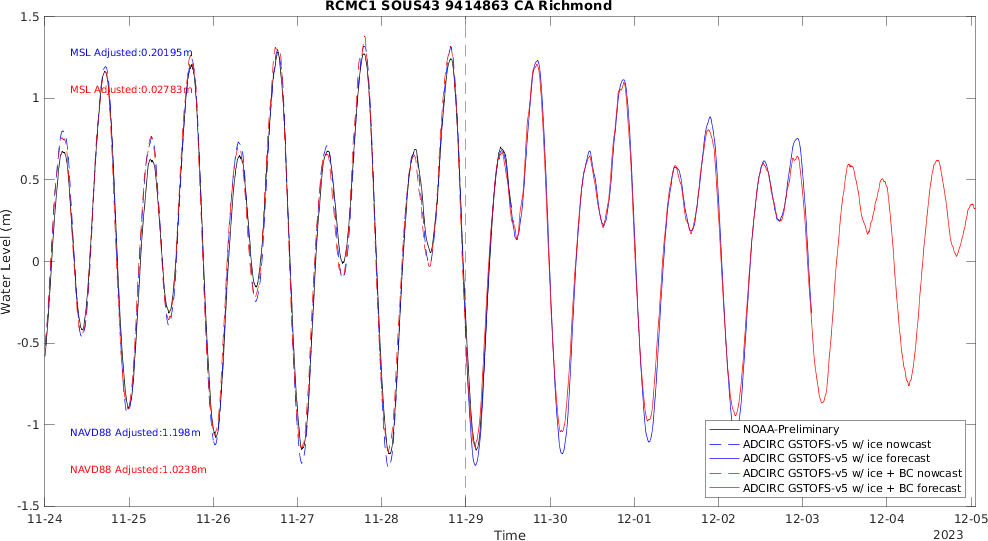 RCMC1 SOUS43 9414863 CA Richmond
1.5
MSL Adjusted:0.20195m
MSL Adjusted:0.02783m
1
0.5
Water Level (m)
0
-0.5
-1
NAVD88 Adjusted:1.198m
NAVD88 Adjusted:1.0238m
-1.5
NOAA-Preliminary
ADCIRC GSTOFS-v5 w/ ice nowcast
ADCIRC GSTOFS-v5 w/ ice forecast
ADCIRC GSTOFS-v5 w/ ice + BC nowcast
ADCIRC GSTOFS-v5 w/ ice + BC forecast
11-24 11-25 11-26 11-27 11-28 11-29 11-30 12-01 12-02 12-03 12-04 12-05
Time
2023